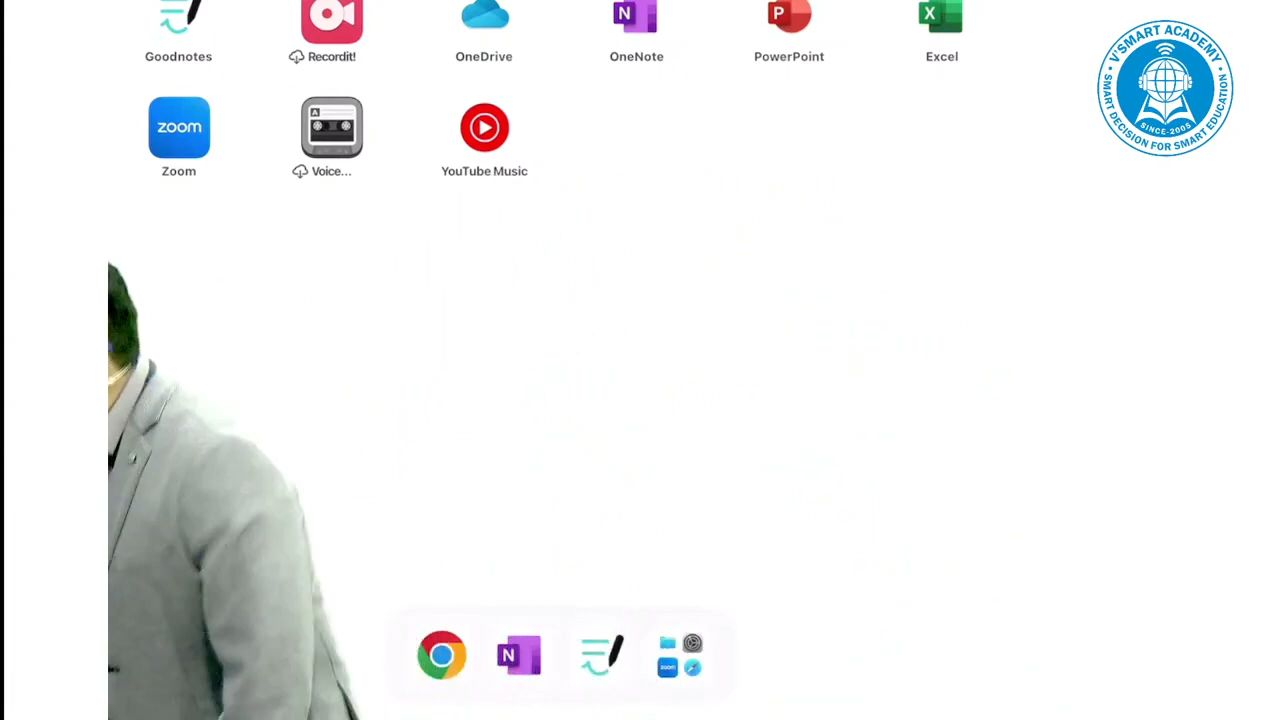 Goodnotes
Recordit!
OneDrive
N
OneNote
P
PowerPoint
X
Excel
V'SMART ACADEMY
SINCE-2005
SMART DECISION FOR SMART EDUCATION
zoom
Zoom
A
Voice...
YouTube Music
N
zoom